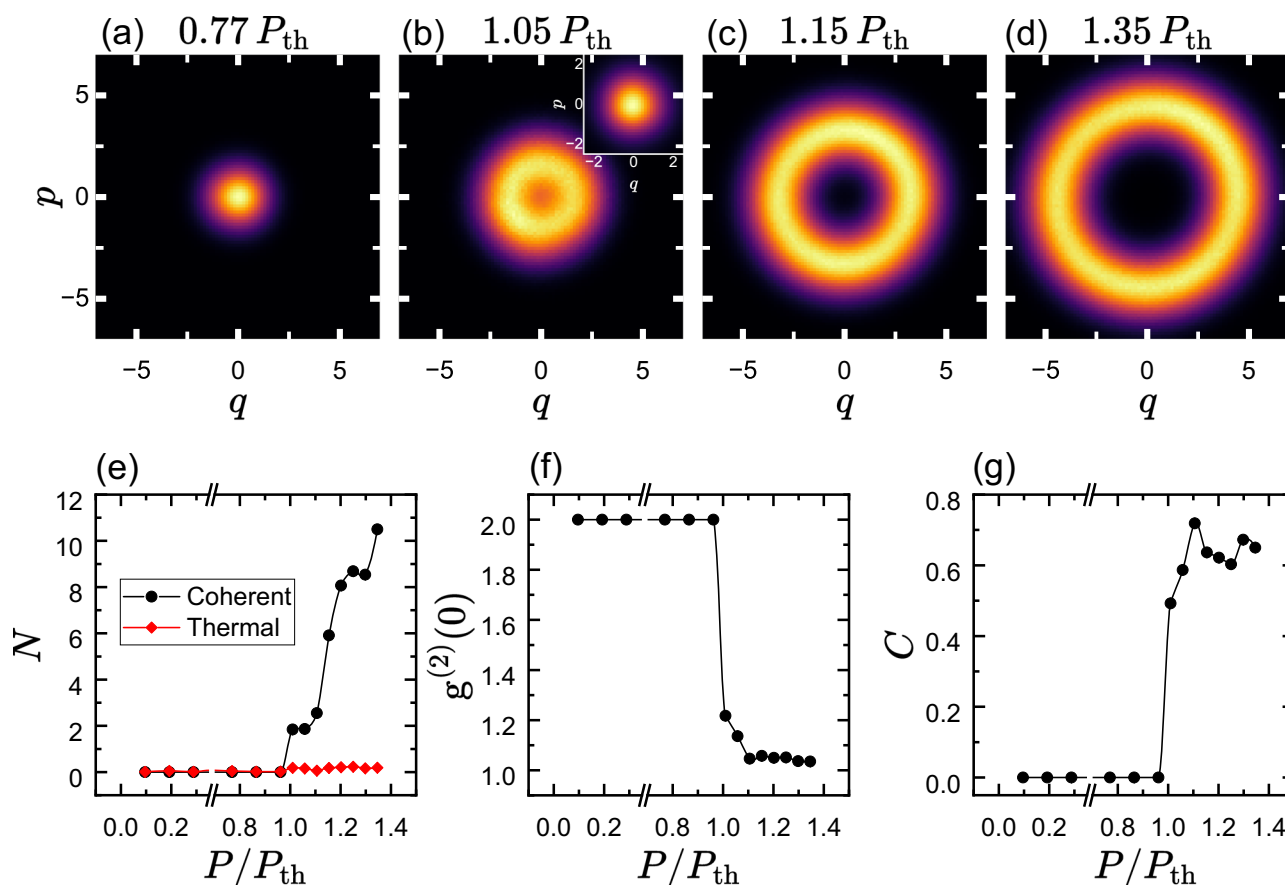 (a) 0.77 P_th (b) 1.05 P_th (c) 1.15 P_th (d) 1.35 P_th
2
p 0
−2
−2 0 2
q
5
p 0
−5
−5 0 5 −5 0 5 −5 0 5 −5 0 5
q q q q
(e) (f) (g)
12
10
8
N 6
4
2
0
Coherent
Thermal
0.0 0.2 0.8 1.0 1.2 1.4
P/P_th
2.0
1.8
g^(2)(0) 1.6
1.4
1.2
1.0
0.0 0.2 0.8 1.0 1.2 1.4
P/P_th
0.8
0.6
C 0.4
0.2
0.0
0.0 0.2 0.8 1.0 1.2 1.4
P/P_th